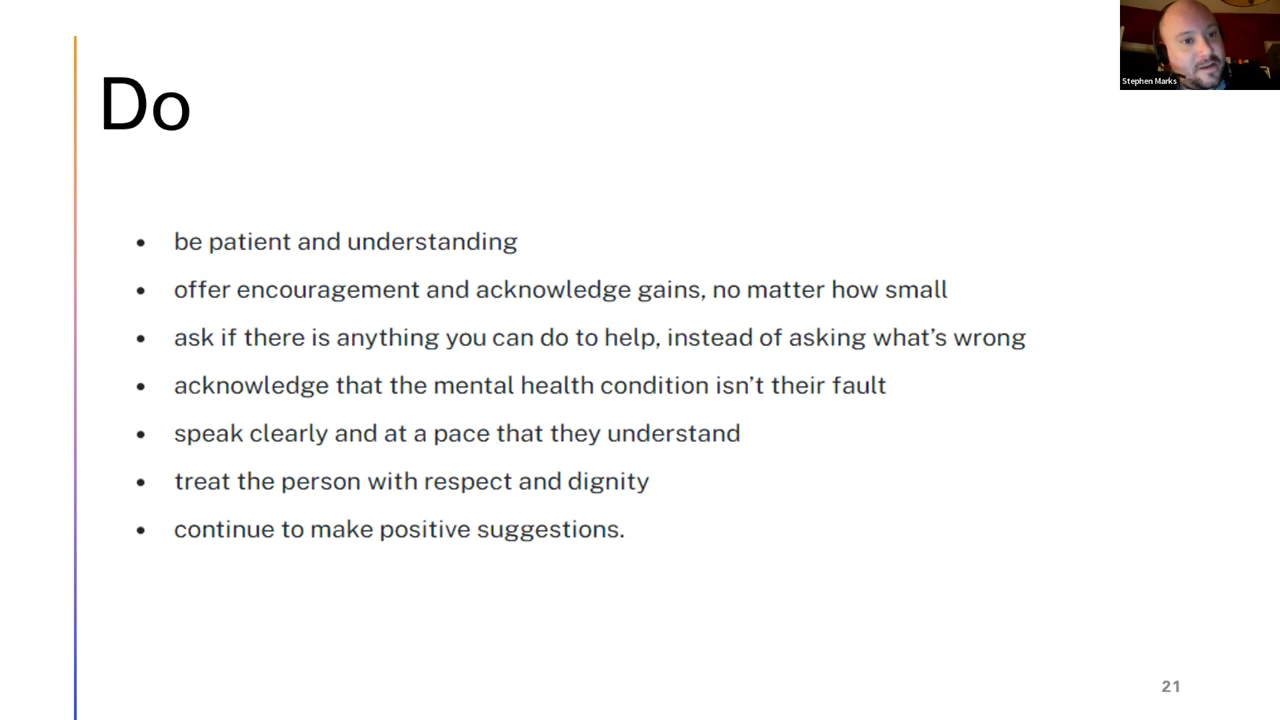 Do
Stephen Marks
• be patient and understanding
• offer encouragement and acknowledge gains, no matter how small
• ask if there is anything you can do to help, instead of asking what’s wrong
• acknowledge that the mental health condition isn’t their fault
• speak clearly and at a pace that they understand
• treat the person with respect and dignity
• continue to make positive suggestions.
21